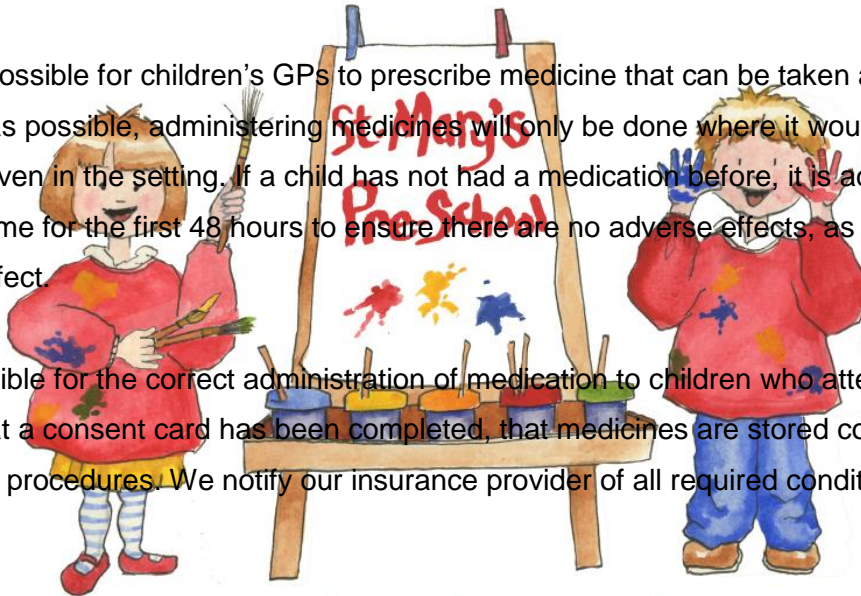 ossible for children's GPs to prescribe medicine that can be taken a
s possible, administering medicines will only be done where it wou
ven in the setting. If a child has not had a medication before, it is ac
me for the first 48 hours to ensure there are no adverse effects, as
fect.
ible for the correct administration of medication to children who atte
t a consent card has been completed, that medicines are stored co
procedures. We notify our insurance provider of all required condit
St-Mary's
Pre-School